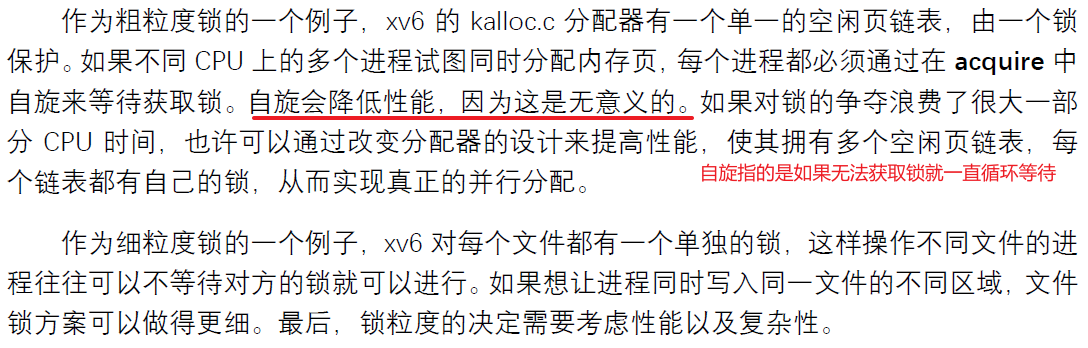 作为粗粒度锁的一个例子，xv6 的 kalloc.c 分配器有一个单一的空闲页链表，由一个锁
保护。如果不同 CPU 上的多个进程试图同时分配内存页，每个进程都必须通过在 acquire 中
自旋来等待获取锁。自旋会降低性能，因为这是无意义的。如果对锁的争夺浪费了很大一部
分 CPU 时间，也许可以通过改变分配器的设计来提高性能，使其拥有多个空闲页链表，每
个链表都有自己的锁，从而实现真正的并行分配。
自旋指的是如果无法获取锁就一直循环等待
作为细粒度锁的一个例子，xv6 对每个文件都有一个单独的锁，这样操作不同文件的进
程往往可以不等待对方的锁就可以进行。如果想让进程同时写入同一文件的不同区域，文件
锁方案可以做得更细。最后，锁粒度的决定需要考虑性能以及复杂性。